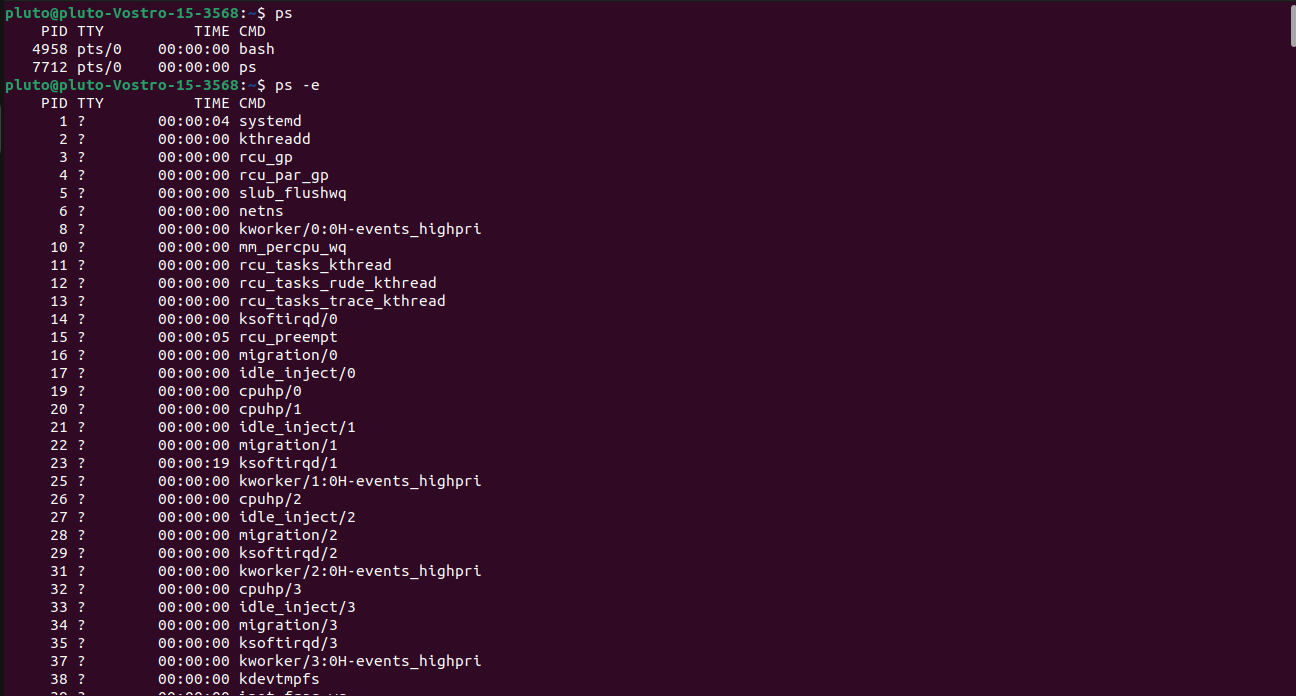 pluto@pluto-Vostro-15-3568:~$ ps
    PID TTY          TIME CMD
   4958 pts/0    00:00:00 bash
   7712 pts/0    00:00:00 ps
pluto@pluto-Vostro-15-3568:~$ ps -e
    PID TTY          TIME CMD
      1 ?        00:00:04 systemd
      2 ?        00:00:00 kthreadd
      3 ?        00:00:00 rcu_gp
      4 ?        00:00:00 rcu_par_gp
      5 ?        00:00:00 slub_flushwq
      6 ?        00:00:00 netns
      8 ?        00:00:00 kworker/0:0H-events_highpri
     10 ?        00:00:00 mm_percpu_wq
     11 ?        00:00:00 rcu_tasks_kthread
     12 ?        00:00:00 rcu_tasks_rude_kthread
     13 ?        00:00:00 rcu_tasks_trace_kthread
     14 ?        00:00:00 ksoftirqd/0
     15 ?        00:00:05 rcu_preempt
     16 ?        00:00:00 migration/0
     17 ?        00:00:00 idle_inject/0
     19 ?        00:00:00 cpuhp/0
     20 ?        00:00:00 cpuhp/1
     21 ?        00:00:00 idle_inject/1
     22 ?        00:00:00 migration/1
     23 ?        00:00:19 ksoftirqd/1
     25 ?        00:00:00 kworker/1:0H-events_highpri
     26 ?        00:00:00 cpuhp/2
     27 ?        00:00:00 idle_inject/2
     28 ?        00:00:00 migration/2
     29 ?        00:00:00 ksoftirqd/2
     31 ?        00:00:00 kworker/2:0H-events_highpri
     32 ?        00:00:00 cpuhp/3
     33 ?        00:00:00 idle_inject/3
     34 ?        00:00:00 migration/3
     35 ?        00:00:00 ksoftirqd/3
     37 ?        00:00:00 kworker/3:0H-events_highpri
     38 ?        00:00:00 kdevtmpfs